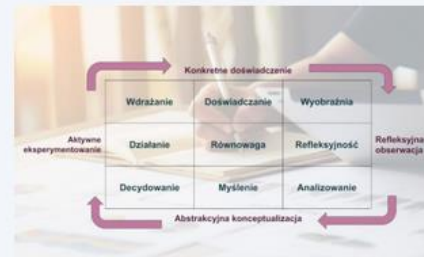 Konkretne doświadczenie
Wdrażanie Doświadczanie Wyobraźnia
Aktywne
eksperymentowanie
Działanie Równowaga Refleksyjność
Refleksyjna
obserwacja
Decydowanie Myślenie Analizowanie
Abstrakcyjna konceptualizacja